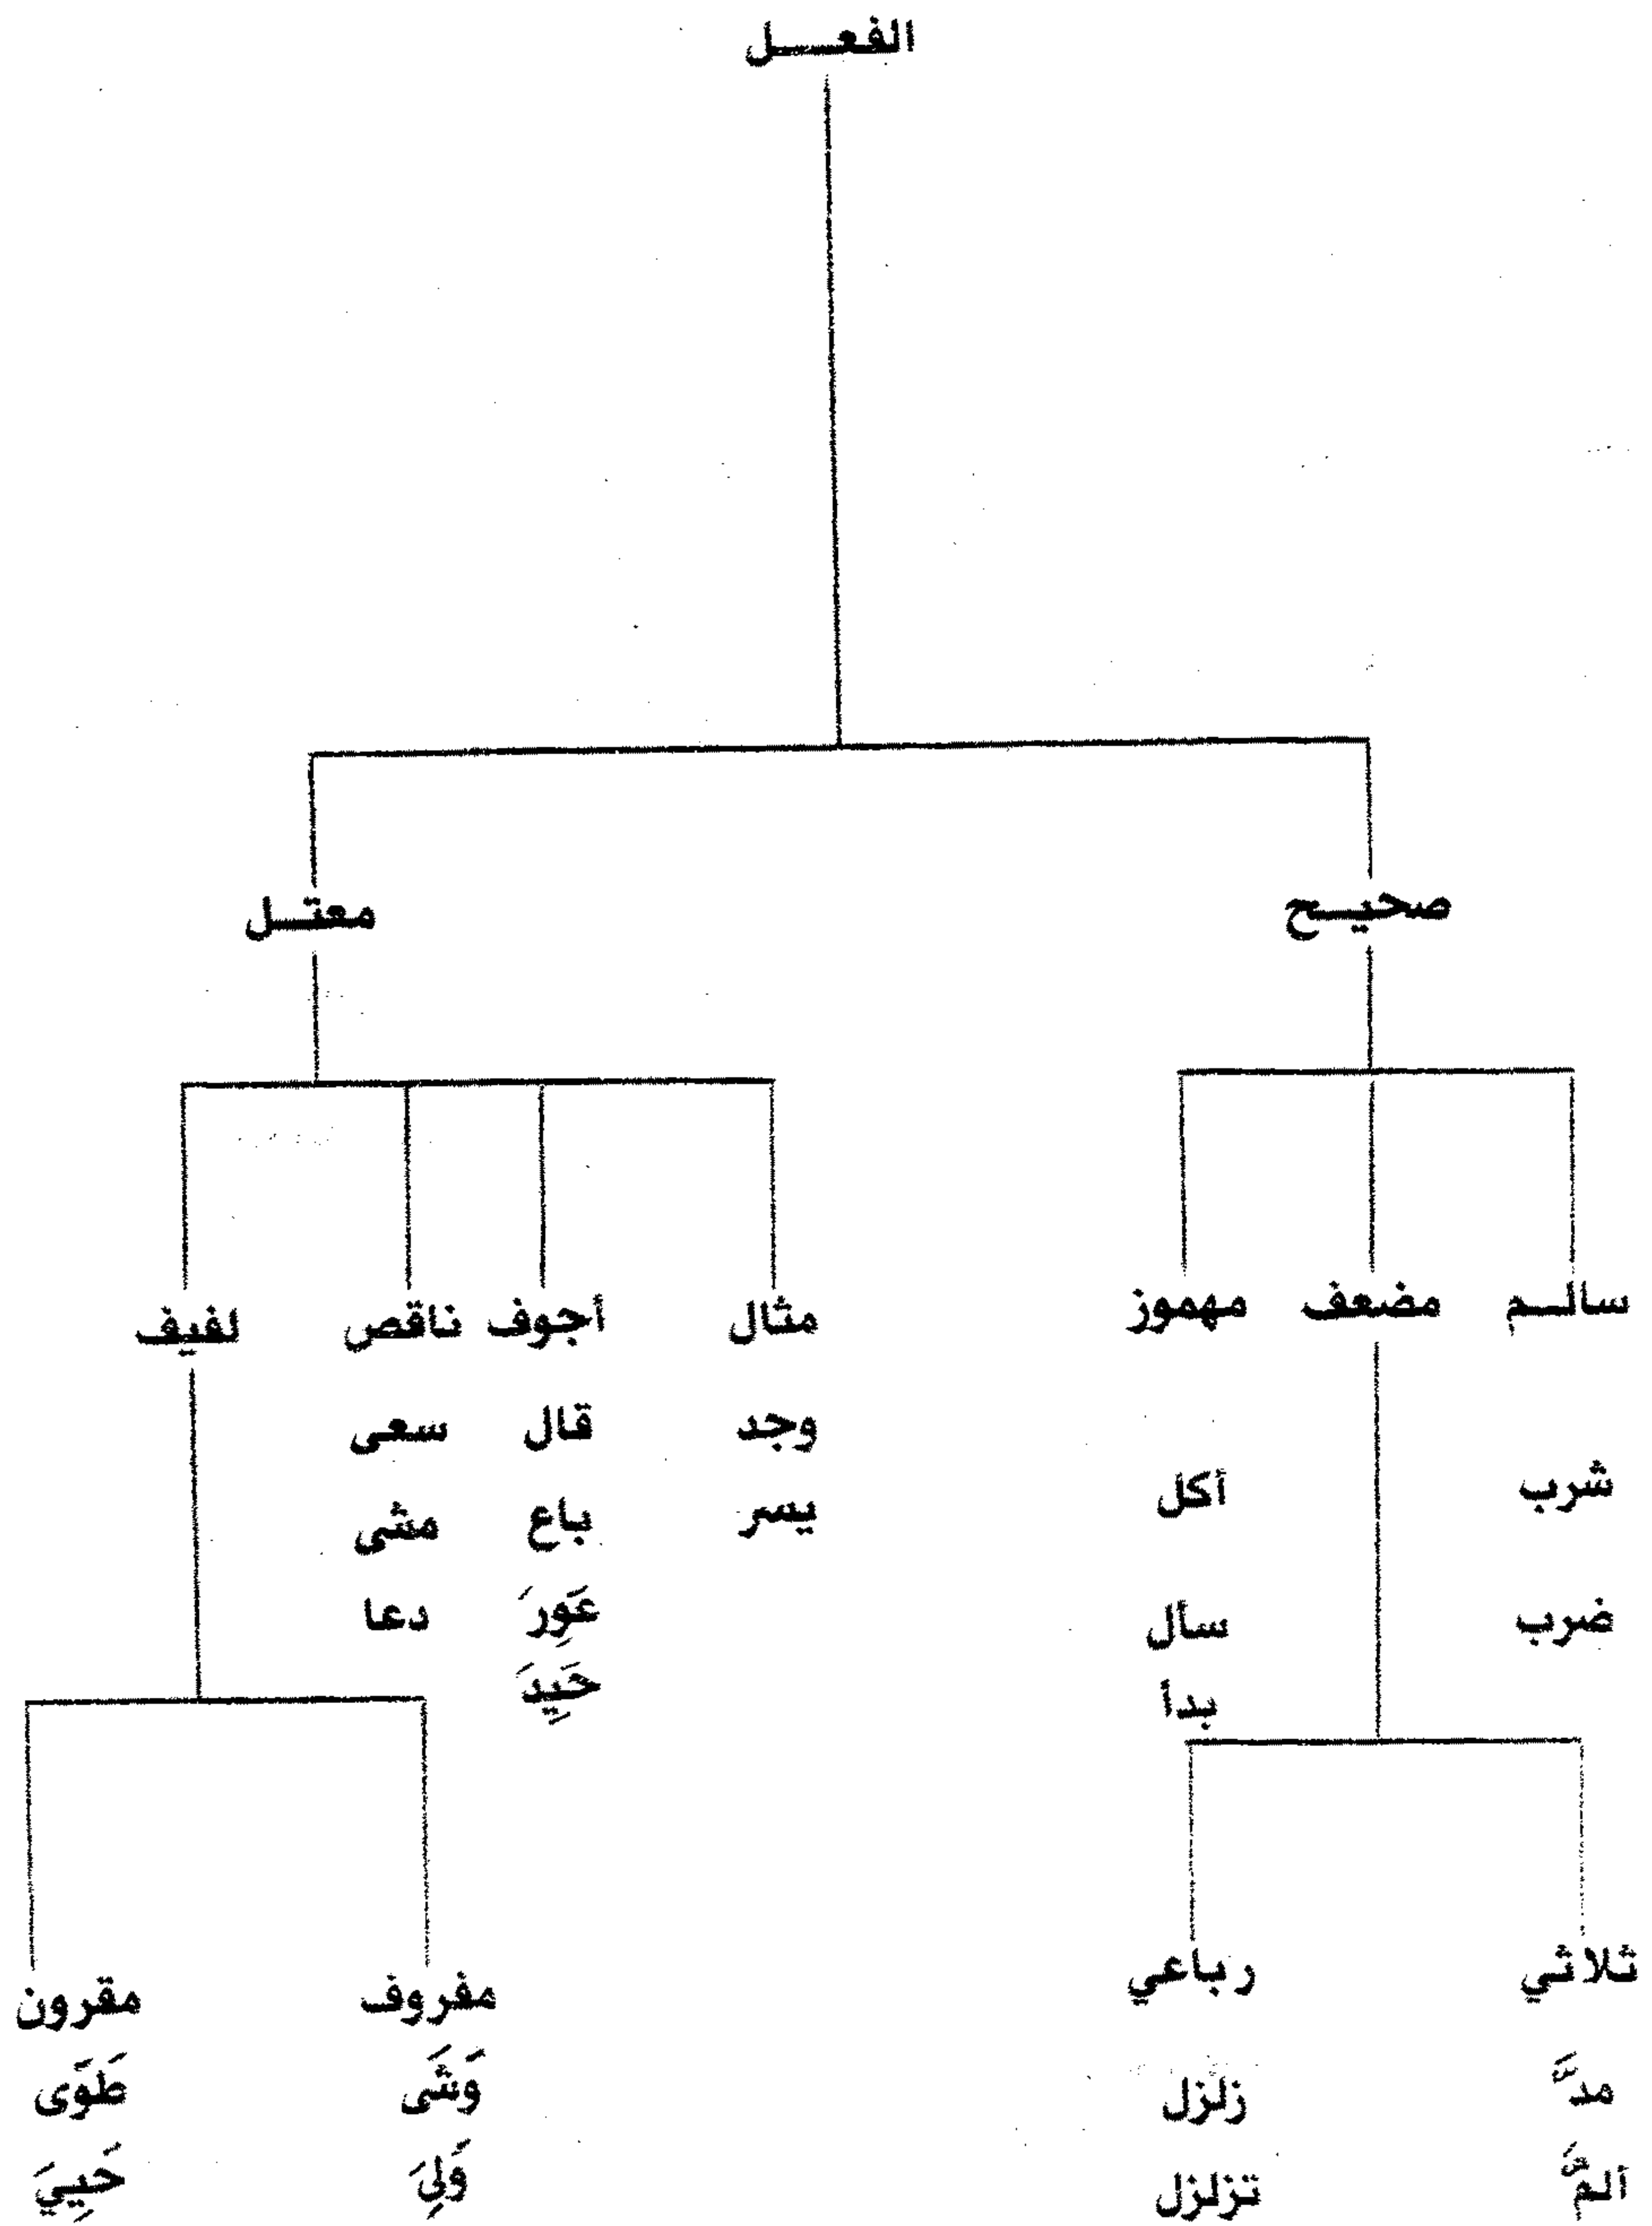 الفعل
صحيح معتل
سالم مضعف مهموز مثال أجوف ناقص لفيف
وجد قال سعى
شرب أكل يسر باع مشى
ضرب سأل عَوِرَ دعا
بدأ حَيِدَ
ثلاثي رباعي مفروف مقرون
مدَّ زلزل وَشَى طَوَى
ألمَّ تزلزل وَلِيَ حَيِيَ